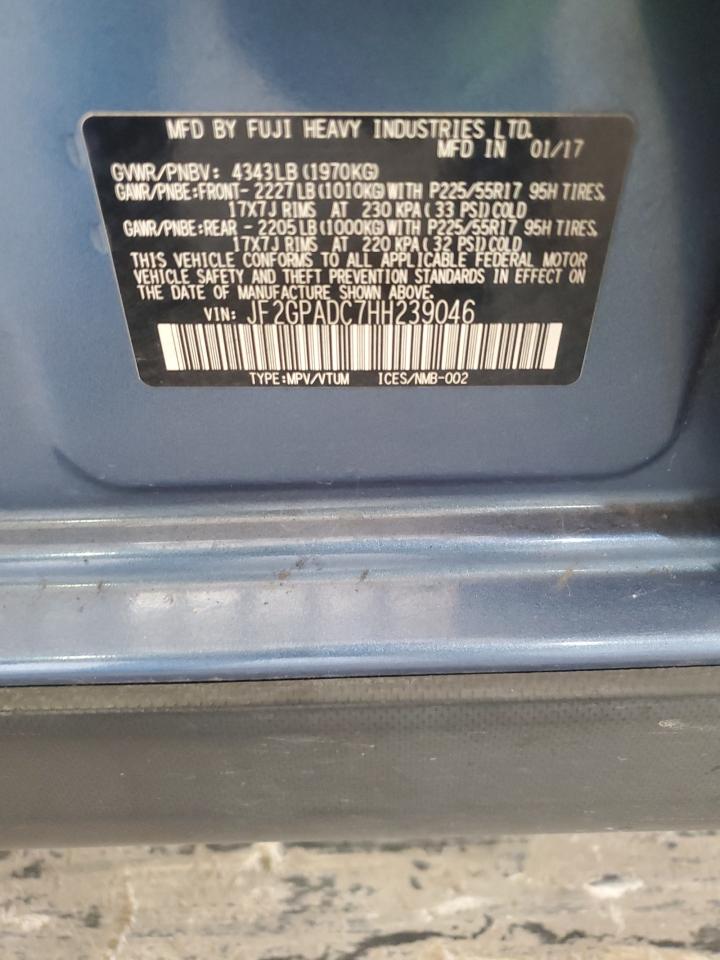 MFD BY FUJI HEAVY INDUSTRIES LTD.
MFD IN 01/17
GVWR/PNBV: 4343LB (1970KG)
GAWR/PNBE:FRONT- 2227LB (1010KG)WITH P225/55R17 95H TIRES,
17X7J RIMS AT 230 KPA( 33 PSI)COLD
GAWR/PNBE:REAR - 2205LB (1000KG)WITH P225/55R17 95H TIRES,
17X7J RIMS AT 220 KPA( 32 PSI)COLD
THIS VEHICLE CONFORMS TO ALL APPLICABLE FEDERAL MOTOR
VEHICLE SAFETY AND THEFT PREVENTION STANDARDS IN EFFECT ON
THE DATE OF MANUFACTURE SHOWN ABOVE.
VIN: JF2GPADC7HH239046
TYPE:MPV/VTUM ICES/NMB-002